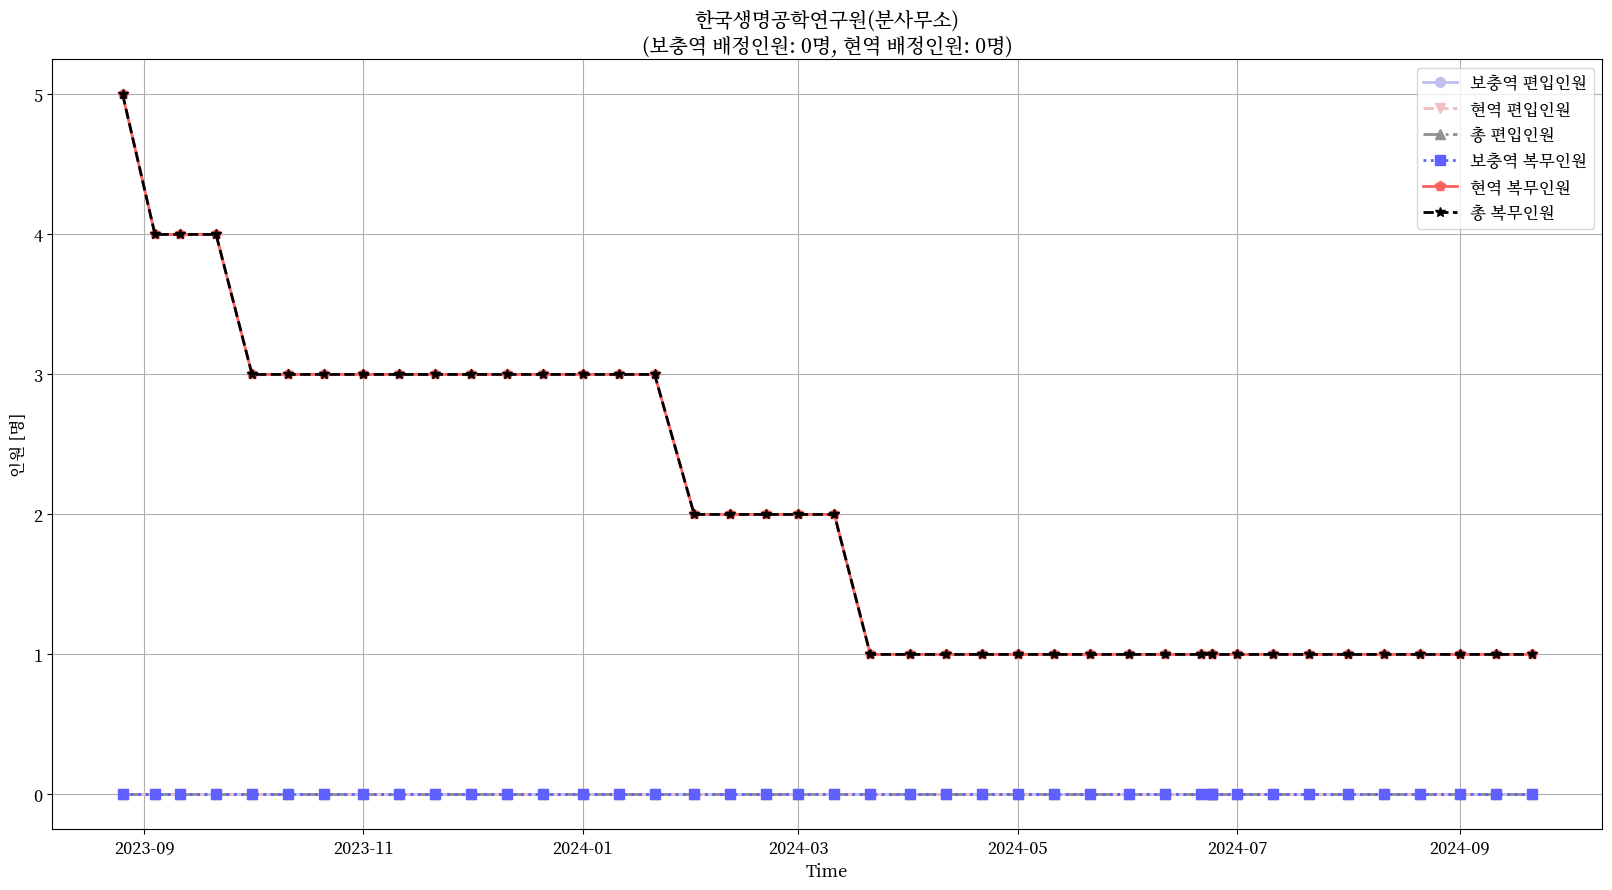 한국생명공학연구원(분사무소)
(보충역 배정인원: 0명, 현역 배정인원: 0명)
보충역 편입인원
현역 편입인원
총 편입인원
보충역 복무인원
현역 복무인원
총 복무인원
5
4
3
2
1
0
인원 [명]
2023-09 2023-11 2024-01 2024-03 2024-05 2024-07 2024-09
Time